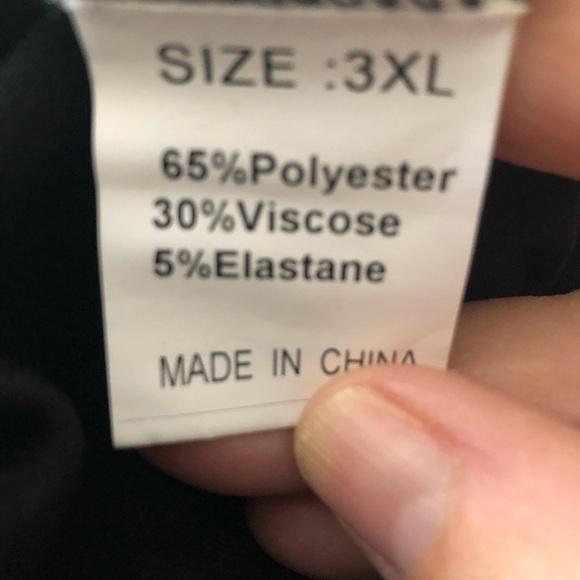 SIZE :3XL
65%Polyester
30%Viscose
5%Elastane
MADE IN CHINA